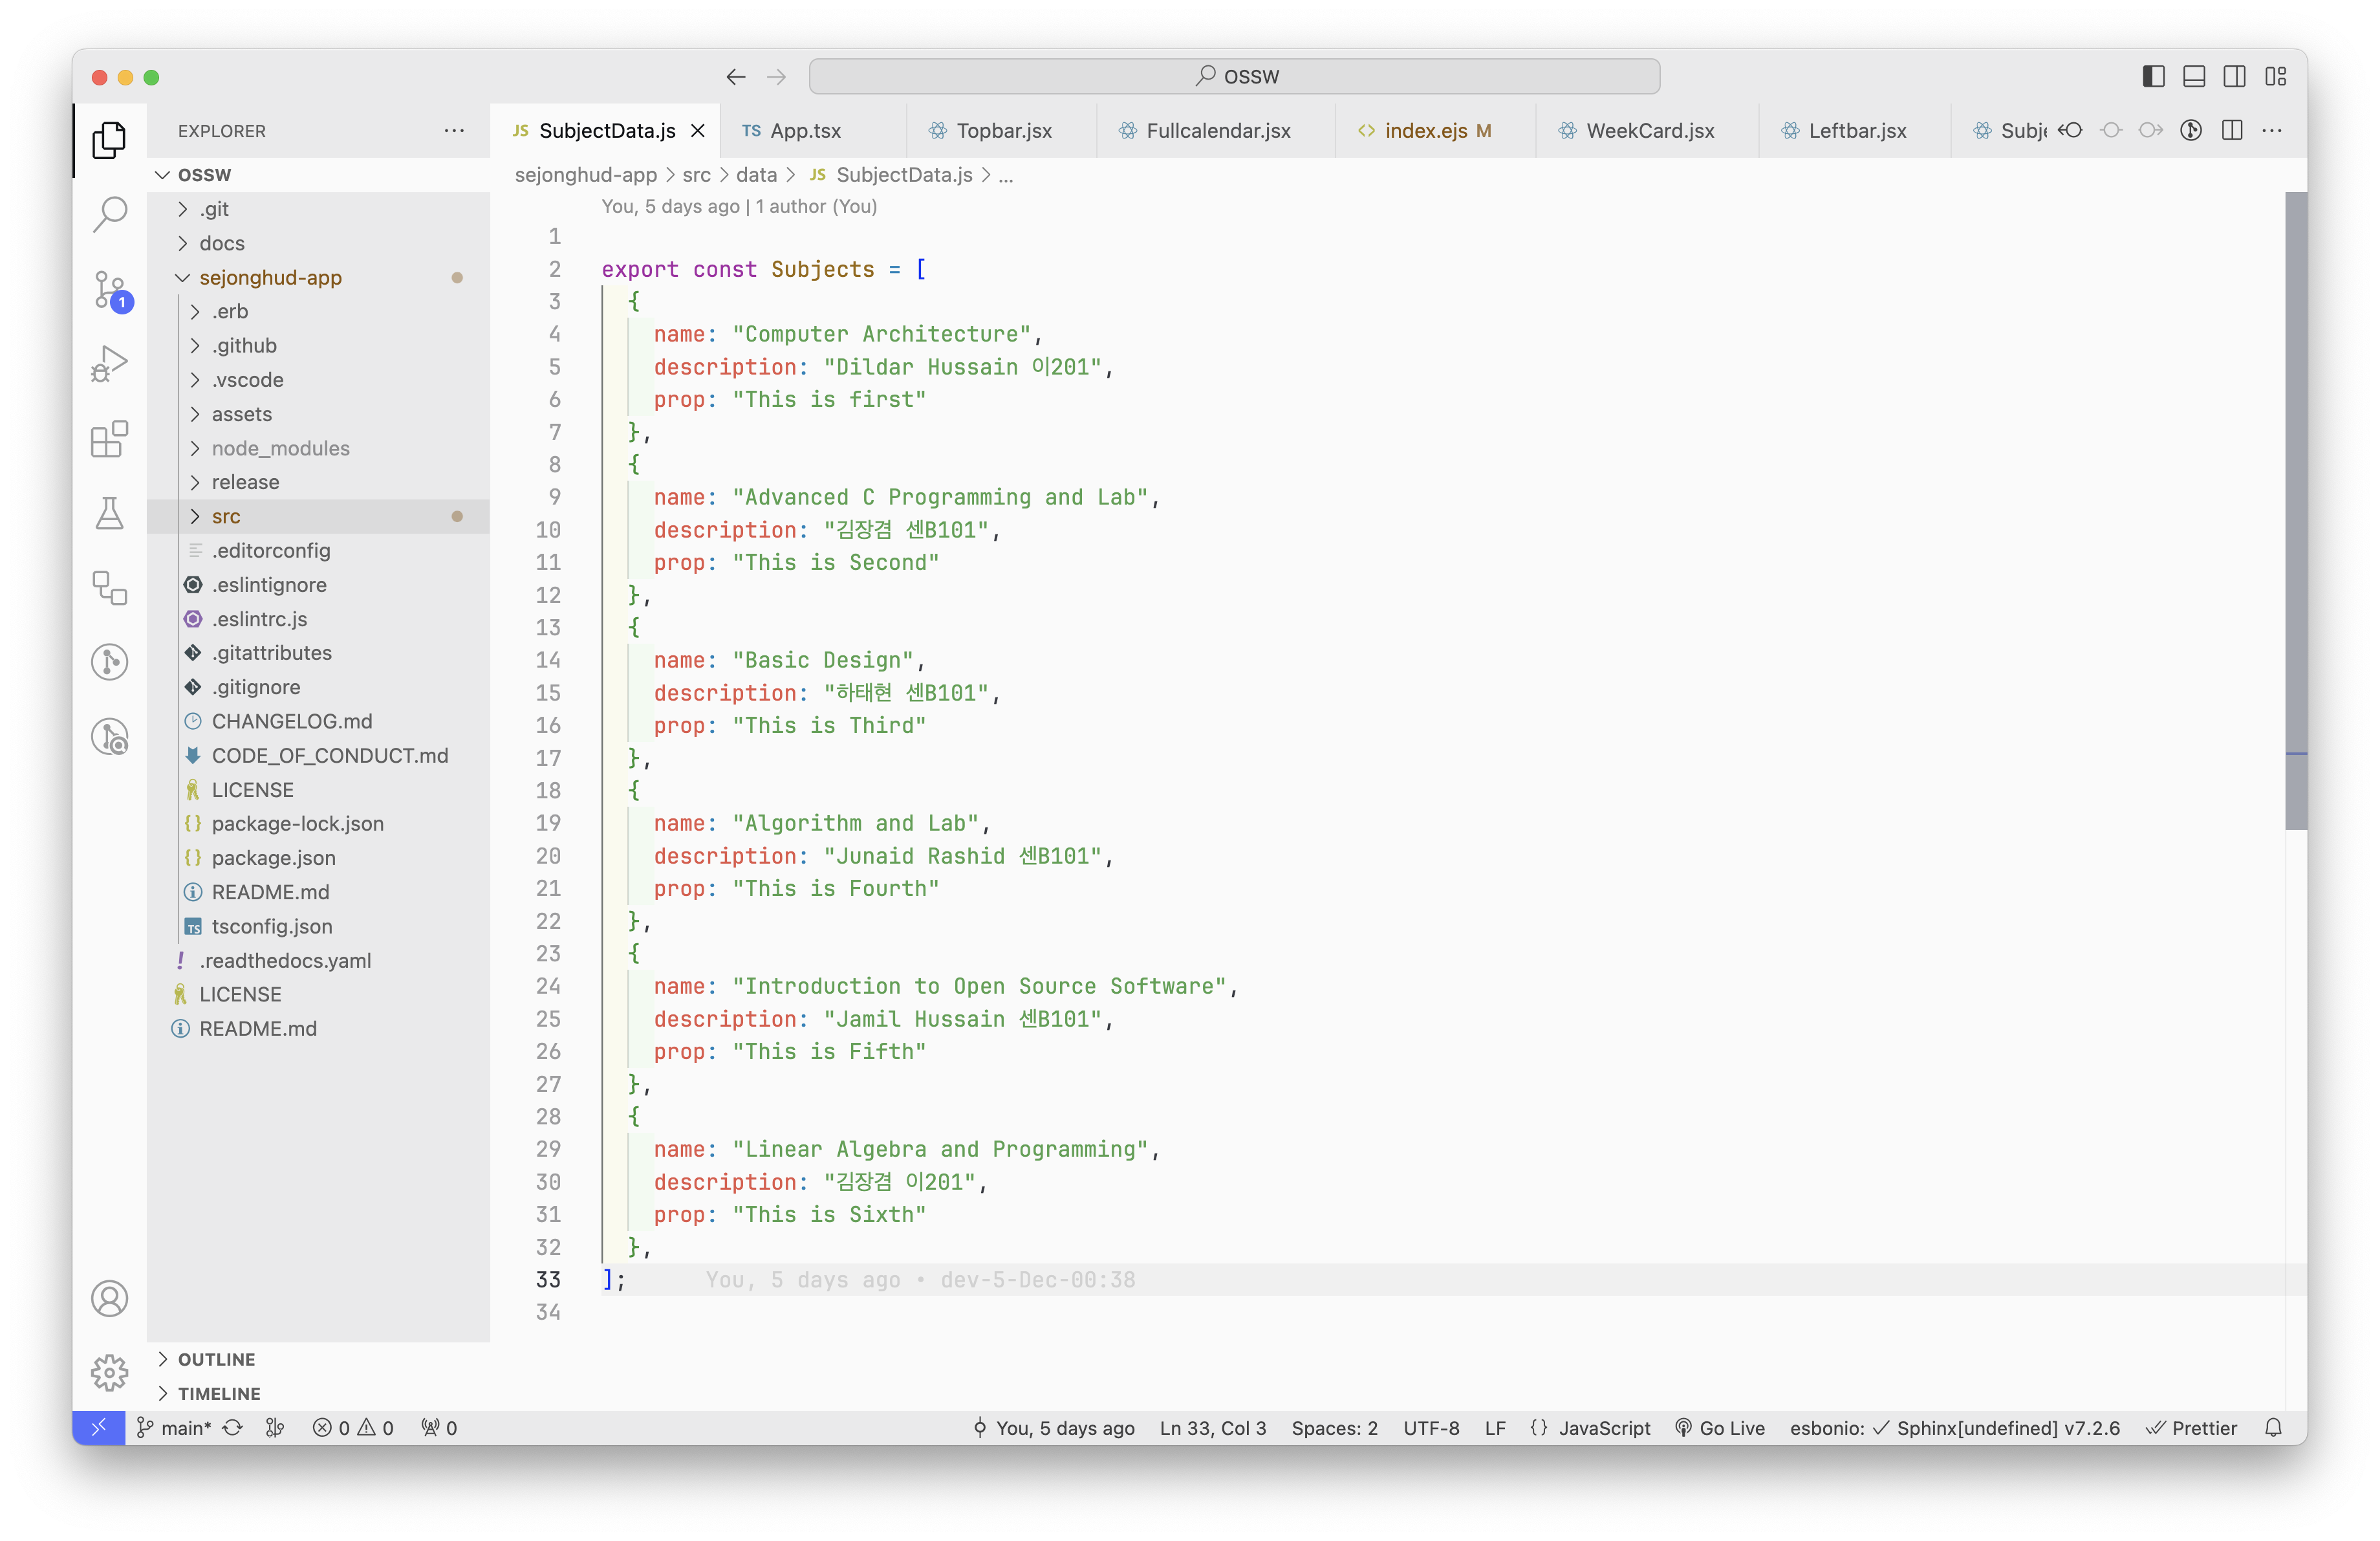 OSSW
EXPLORER
OSSW
.git
docs
sejonghud-app
.erb
.github
.vscode
assets
node_modules
release
src
.editorconfig
.eslintignore
.eslintrc.js
.gitattributes
.gitignore
CHANGELOG.md
CODE_OF_CONDUCT.md
LICENSE
package-lock.json
package.json
README.md
TS tsconfig.json
! .readthedocs.yaml
LICENSE
README.md
OUTLINE
TIMELINE
1
JS SubjectData.js
TS App.tsx
Topbar.jsx
Fullcalendar.jsx
index.ejs M
WeekCard.jsx
Leftbar.jsx
Subje
sejonghud-app > src > data > JS SubjectData.js > ...
You, 5 days ago | 1 author (You)
1
2 export const Subjects = [
3 {
4 name: "Computer Architecture",
5 description: "Dildar Hussain 이201",
6 prop: "This is first"
7 },
8 {
9 name: "Advanced C Programming and Lab",
10 description: "김장겸 센B101",
11 prop: "This is Second"
12 },
13 {
14 name: "Basic Design",
15 description: "하태현 센B101",
16 prop: "This is Third"
17 },
18 {
19 name: "Algorithm and Lab",
20 description: "Junaid Rashid 센B101",
21 prop: "This is Fourth"
22 },
23 {
24 name: "Introduction to Open Source Software",
25 description: "Jamil Hussain 센B101",
26 prop: "This is Fifth"
27 },
28 {
29 name: "Linear Algebra and Programming",
30 description: "김장겸 이201",
31 prop: "This is Sixth"
32 },
33 ]; You, 5 days ago • dev-5-Dec-00:38
34
main* 0 0 0 You, 5 days ago Ln 33, Col 3 Spaces: 2 UTF-8 LF {} JavaScript Go Live esbonio: ✓ Sphinx[undefined] v7.2.6 Prettier